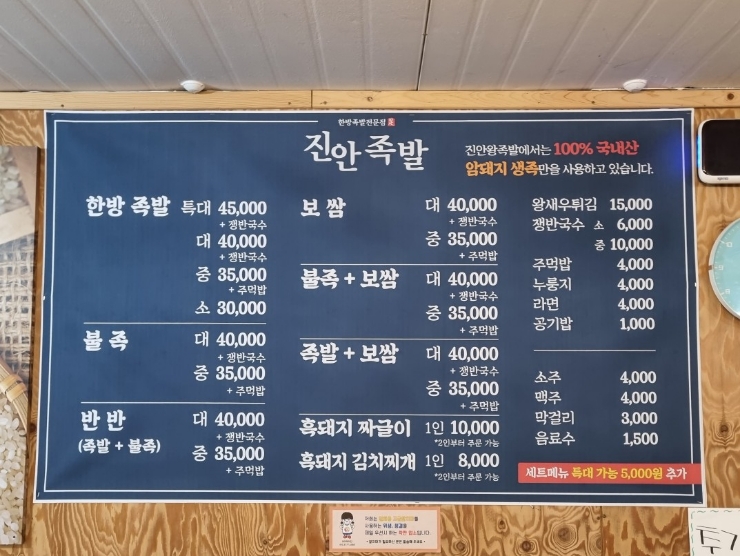 한방족발전문점
진안 족발
진안왕족발에서는 100% 국내산
암돼지 생족만을 사용하고 있습니다.
한방 족발 특대 45,000
+ 쟁반국수
대 40,000
+ 쟁반국수
중 35,000
+ 주먹밥
소 30,000
불 족 대 40,000
+ 쟁반국수
중 35,000
+ 주먹밥
반 반 대 40,000
(족발 + 불족) + 쟁반국수
중 35,000
+ 주먹밥
보 쌈 대 40,000
+ 쟁반국수
중 35,000
+ 주먹밥
불족 + 보쌈 대 40,000
+ 쟁반국수
중 35,000
+ 주먹밥
족발 + 보쌈 대 40,000
+ 쟁반국수
중 35,000
+ 주먹밥
흑돼지 짜글이 1인 10,000
*2인부터 주문 가능
흑돼지 김치찌개 1인 8,000
*2인부터 주문 가능
왕새우튀김 15,000
쟁반국수 소 6,000
중 10,000
주먹밥 4,000
누룽지 4,000
라면 4,000
공기밥 1,000
소주 4,000
맥주 4,000
막걸리 3,000
음료수 1,500
세트메뉴 특대 가능 5,000원 추가